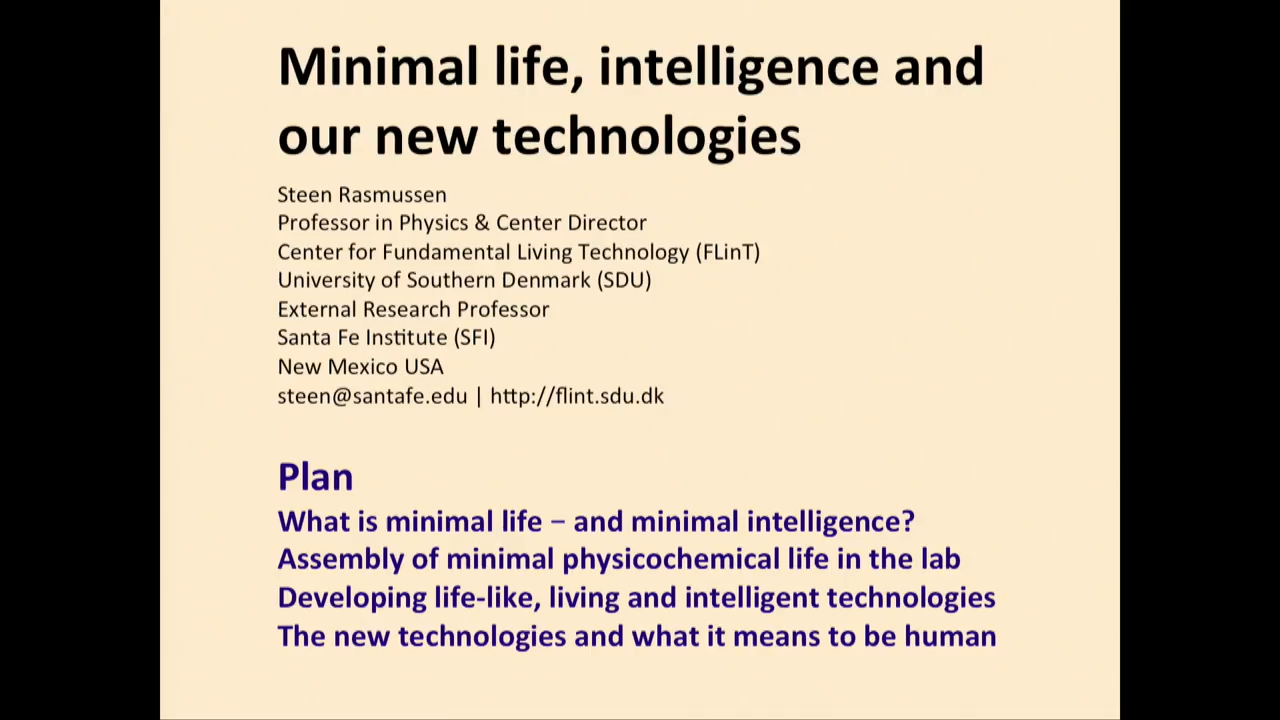 Minimal life, intelligence and
our new technologies
Steen Rasmussen
Professor in Physics & Center Director
Center for Fundamental Living Technology (FLinT)
University of Southern Denmark (SDU)
External Research Professor
Santa Fe Institute (SFI)
New Mexico USA
steen@santafe.edu | http://flint.sdu.dk
Plan
What is minimal life − and minimal intelligence?
Assembly of minimal physicochemical life in the lab
Developing life-like, living and intelligent technologies
The new technologies and what it means to be human